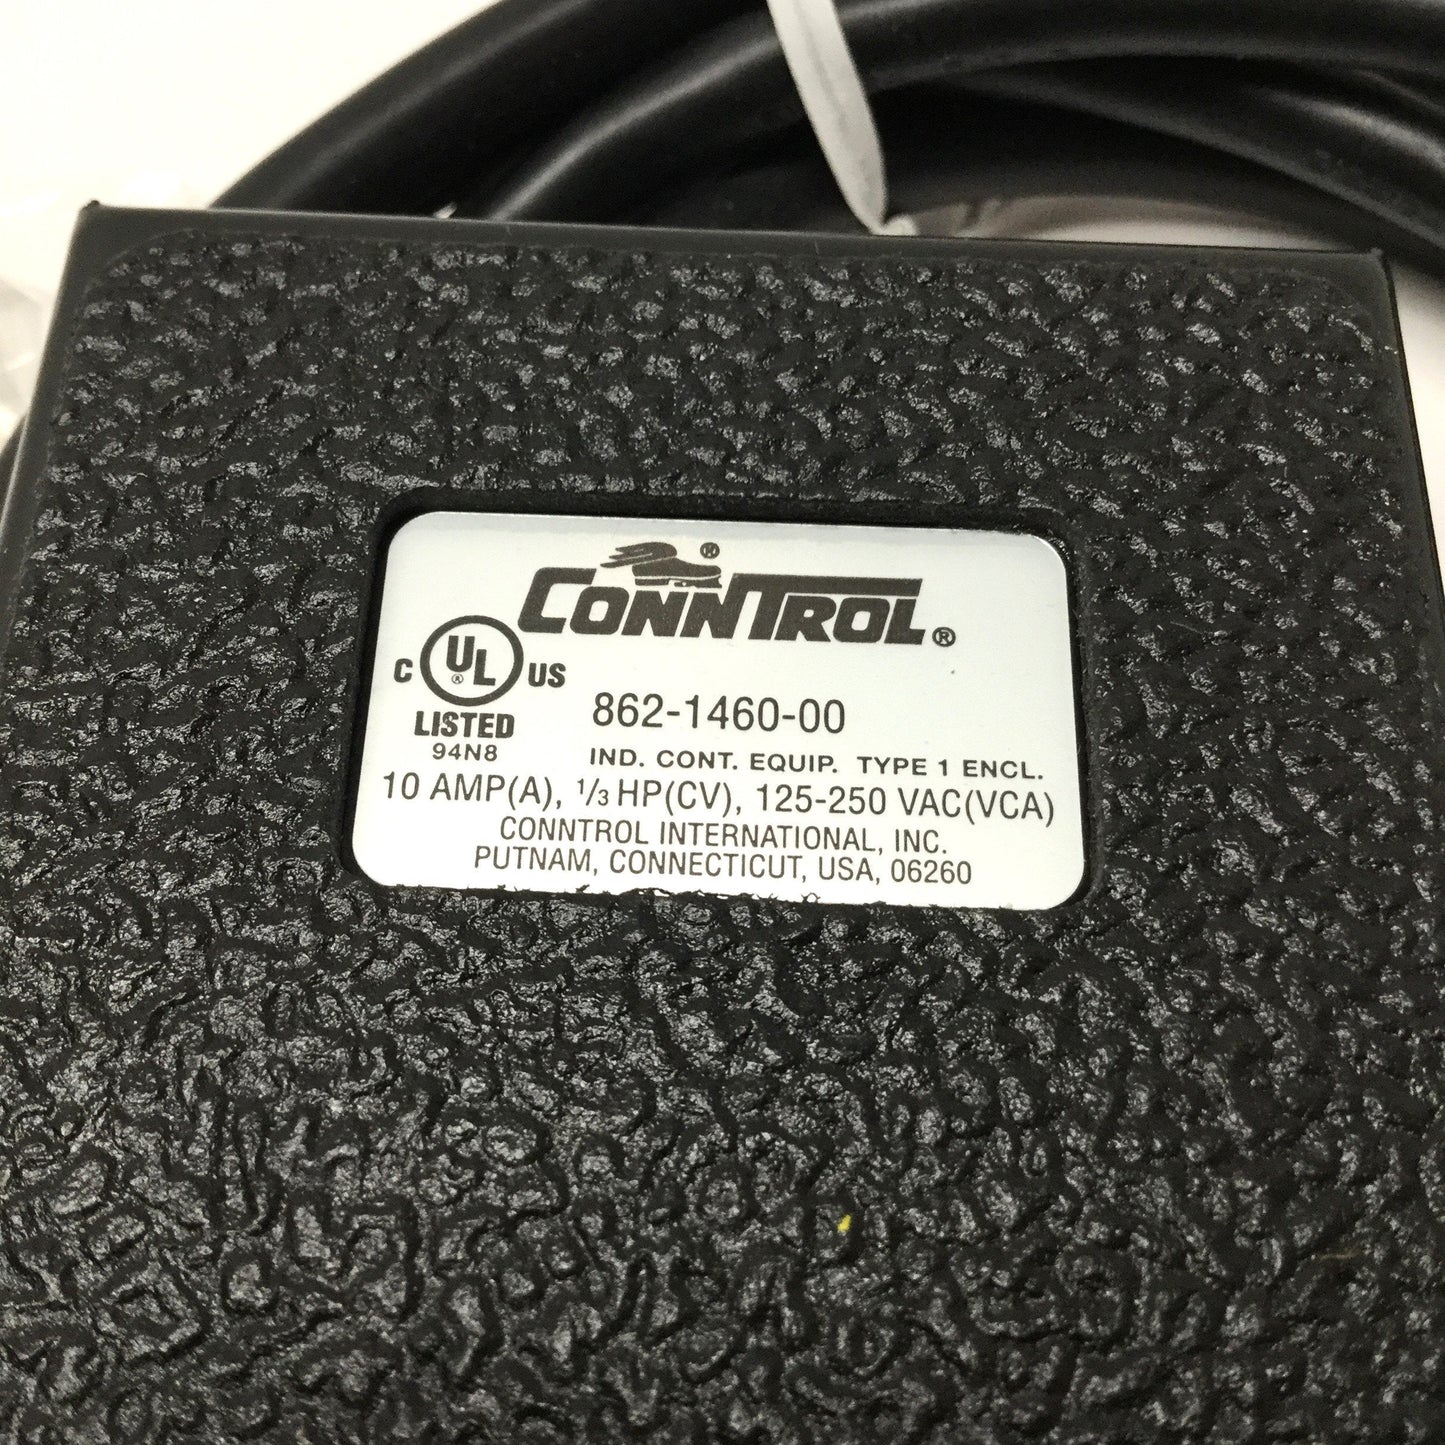 ®
CONNTROL®
C UL® US
LISTED
94N8
862-1460-00
IND. CONT. EQUIP. TYPE 1 ENCL.
10 AMP(A), 1/3 HP(CV), 125-250 VAC(VCA)
CONNTROL INTERNATIONAL, INC.
PUTNAM, CONNECTICUT, USA, 06260